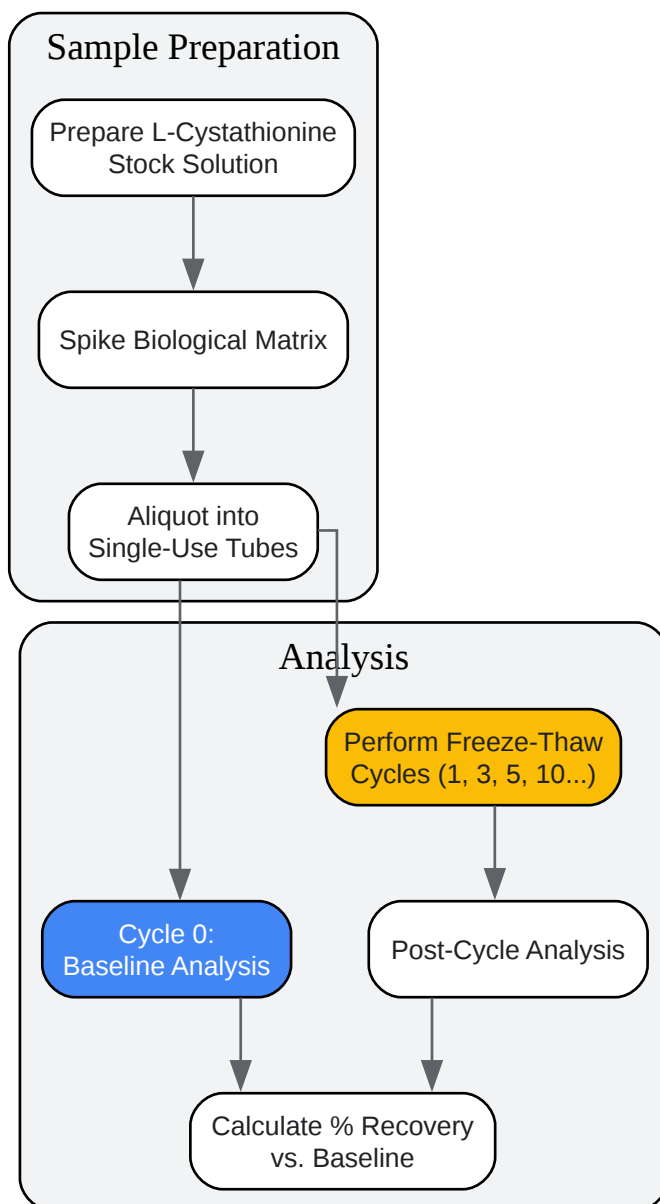 Sample Preparation
Prepare L-Cystathionine
Stock Solution
Spike Biological Matrix
Aliquot into
Single-Use Tubes
Analysis
Perform Freeze-Thaw
Cycles (1, 3, 5, 10...)
Cycle 0:
Baseline Analysis
Post-Cycle Analysis
Calculate % Recovery
vs. Baseline